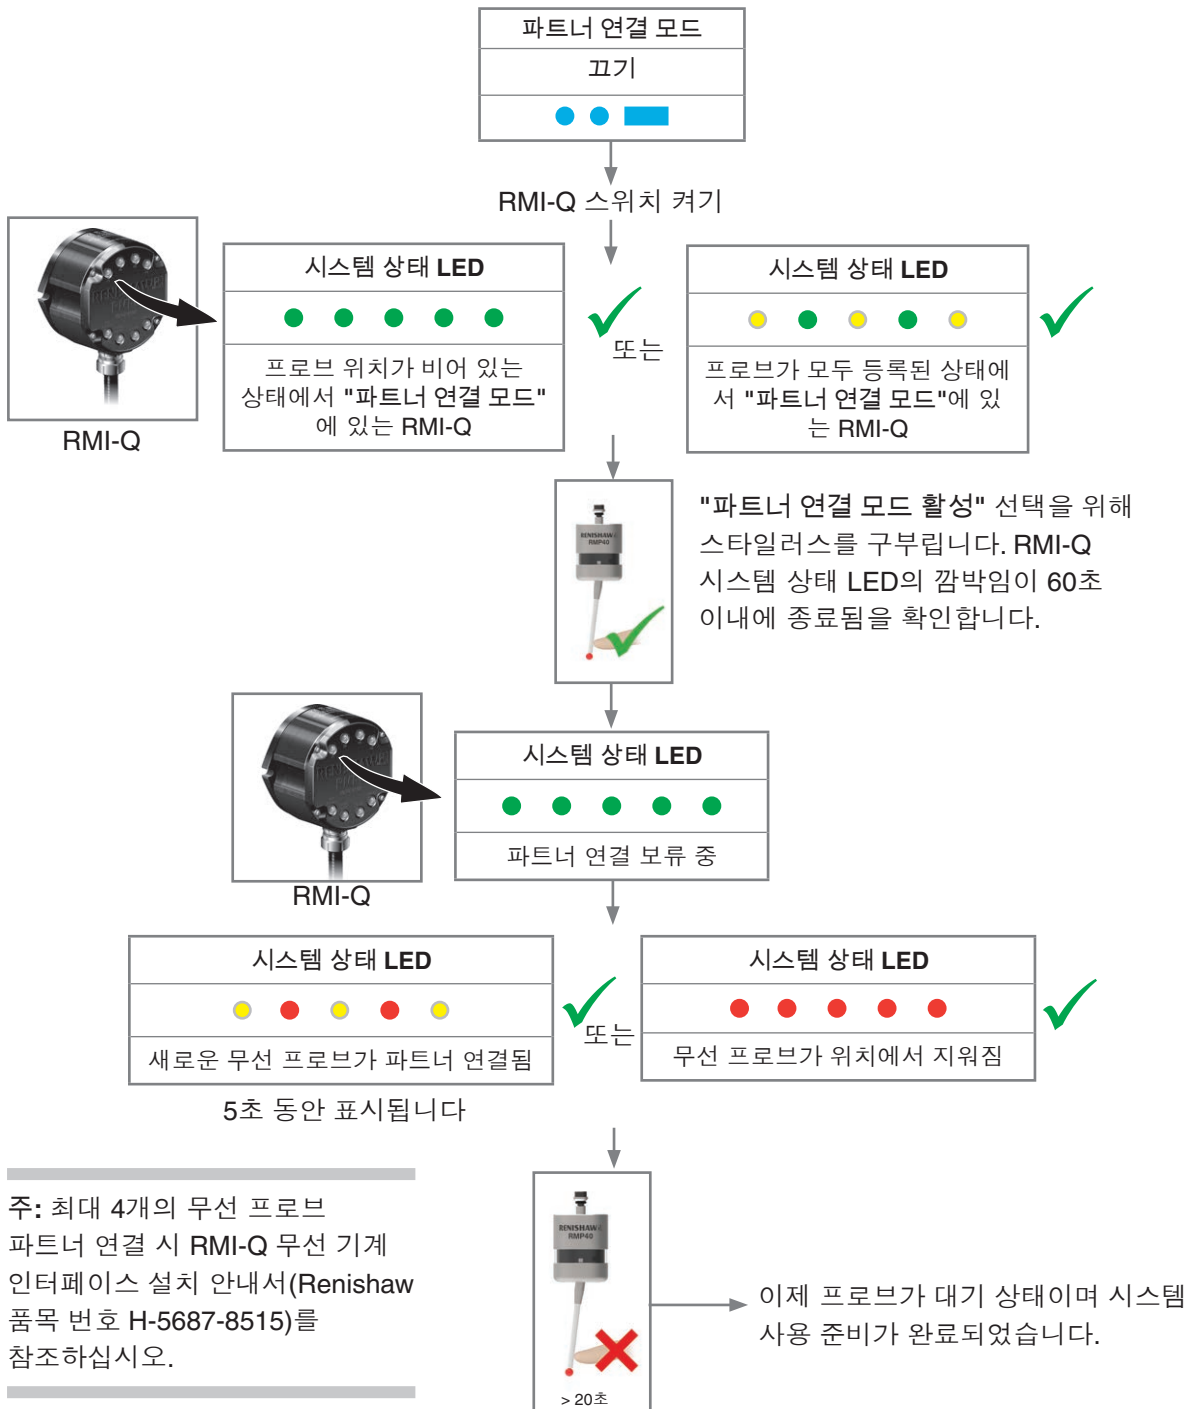 파트너 연결 모드
끄기
RMI-Q 스위치 켜기
시스템 상태 LED
프로브 위치가 비어 있는
상태에서 "파트너 연결 모드"
에 있는 RMI-Q
RMI-Q
또는
시스템 상태 LED
프로브가 모두 등록된 상태에
서 "파트너 연결 모드"에 있
는 RMI-Q
RENISHAW
RMP40
"파트너 연결 모드 활성" 선택을 위해
스타일러스를 구부립니다. RMI-Q
시스템 상태 LED의 깜박임이 60초
이내에 종료됨을 확인합니다.
RMI-Q
시스템 상태 LED
파트너 연결 보류 중
시스템 상태 LED
새로운 무선 프로브가 파트너 연결됨
5초 동안 표시됩니다
또는
시스템 상태 LED
무선 프로브가 위치에서 지워짐
주: 최대 4개의 무선 프로브
파트너 연결 시 RMI-Q 무선 기계
인터페이스 설치 안내서(Renishaw
품목 번호 H-5687-8515)를
참조하십시오.
RENISHAW
RMP40
> 20초
이제 프로브가 대기 상태이며 시스템
사용 준비가 완료되었습니다.